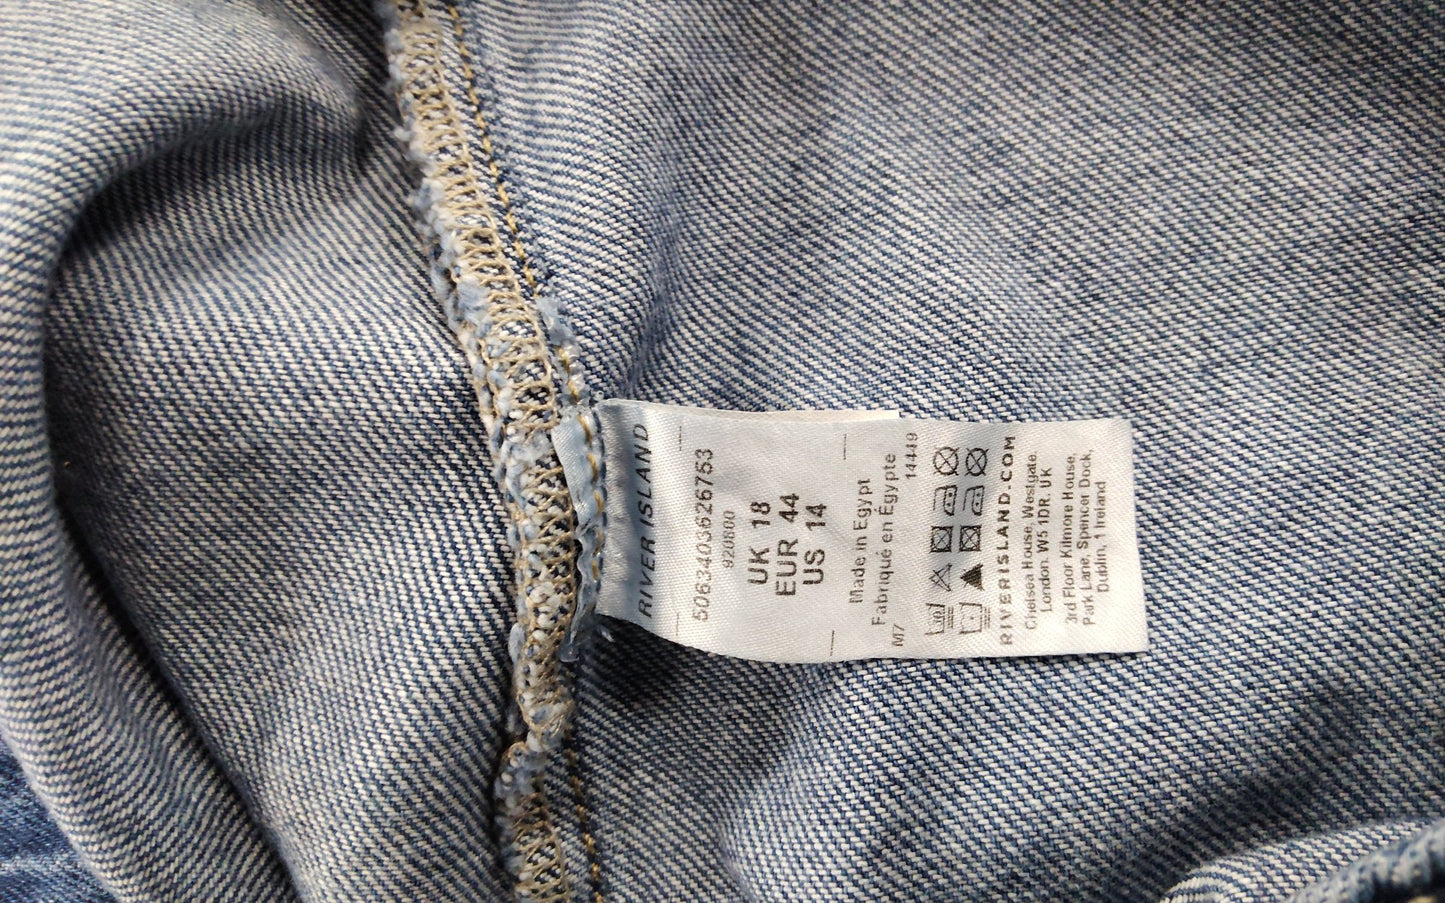 RIVER ISLAND
5063403626753
920800
UK 18
EUR 44
US 14
Made in Egypt
Fabriqué en Égypte
M7 14449
RIVERISLAND.COM
Chelsea House, Westgate,
London. W5 1DR. UK
3rd Floor Kilmore House,
Park Lane, Spencer Dock,
Dublin, 1 Ireland